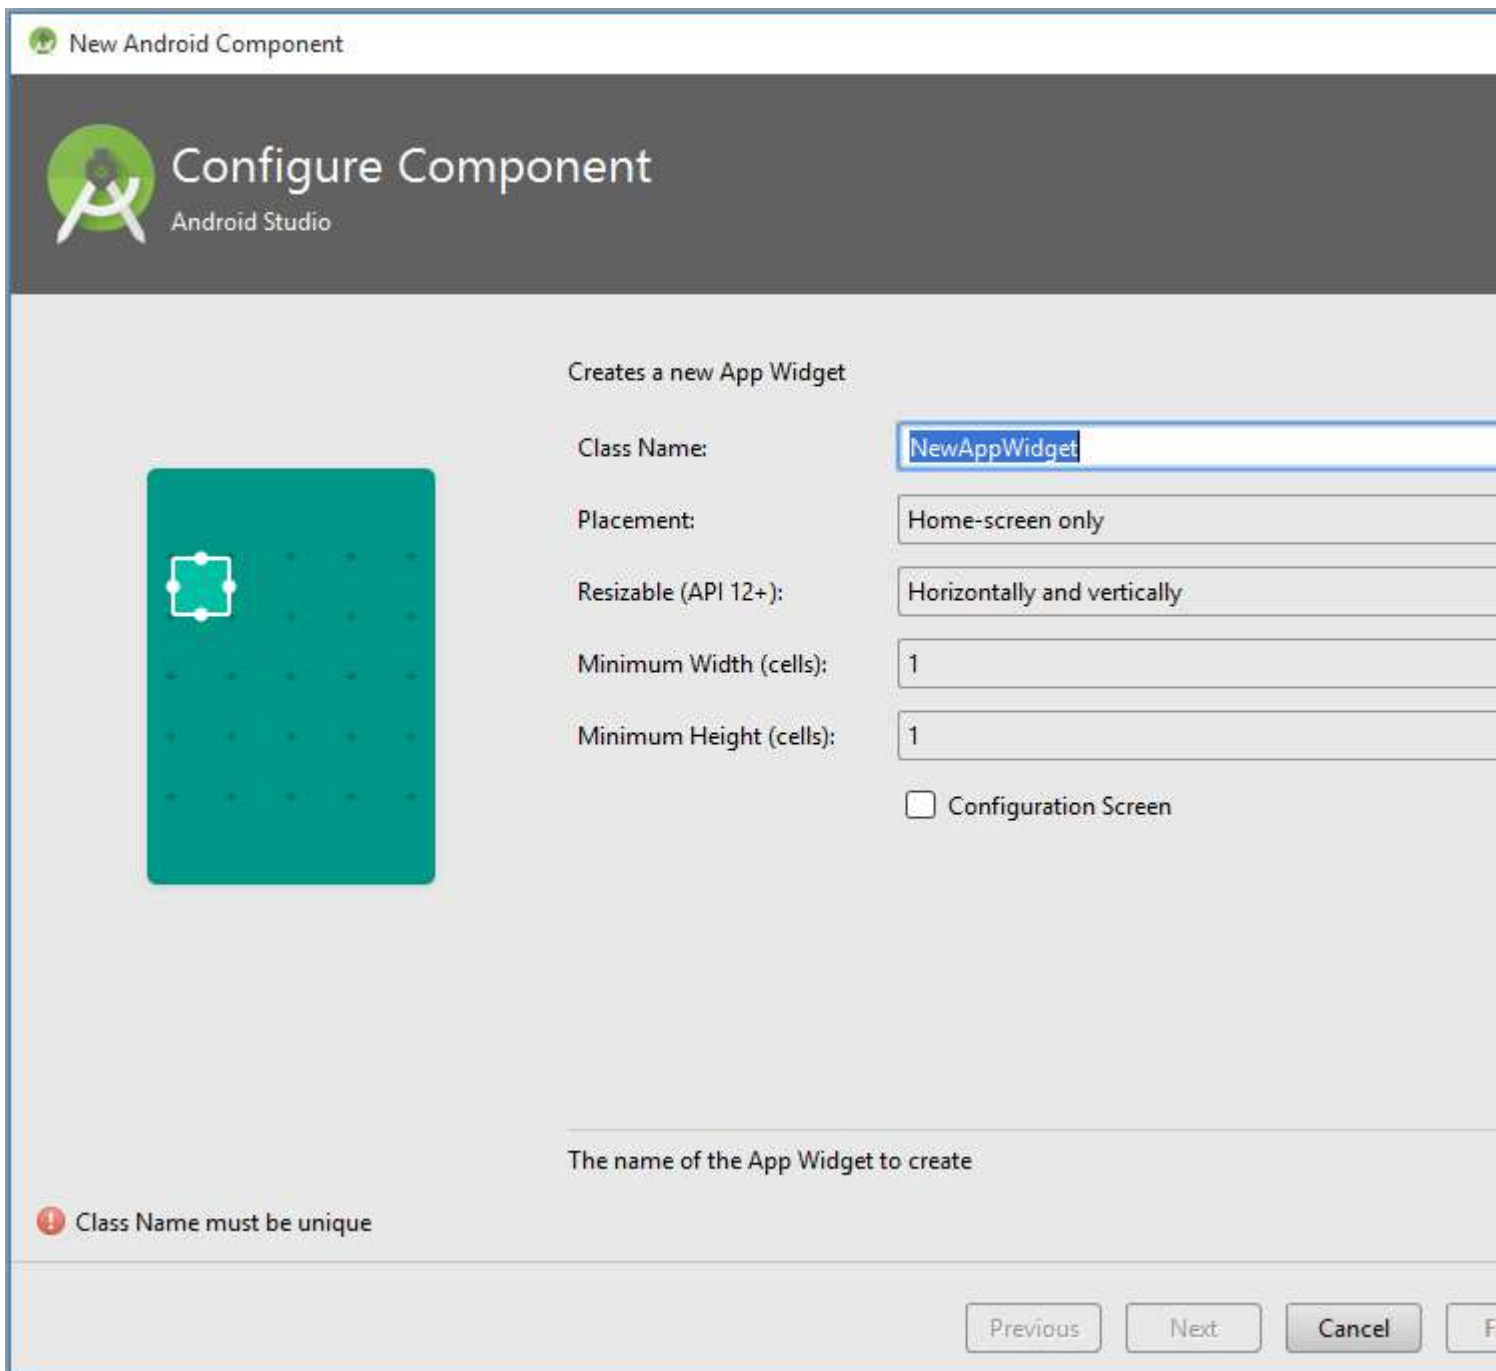 New Android Component
Configure Component
Android Studio
Creates a new App Widget
Class Name: NewAppWidget
Placement: Home-screen only
Resizable (API 12+): Horizontally and vertically
Minimum Width (cells): 1
Minimum Height (cells): 1
Configuration Screen
The name of the App Widget to create
Class Name must be unique
Previous Next Cancel